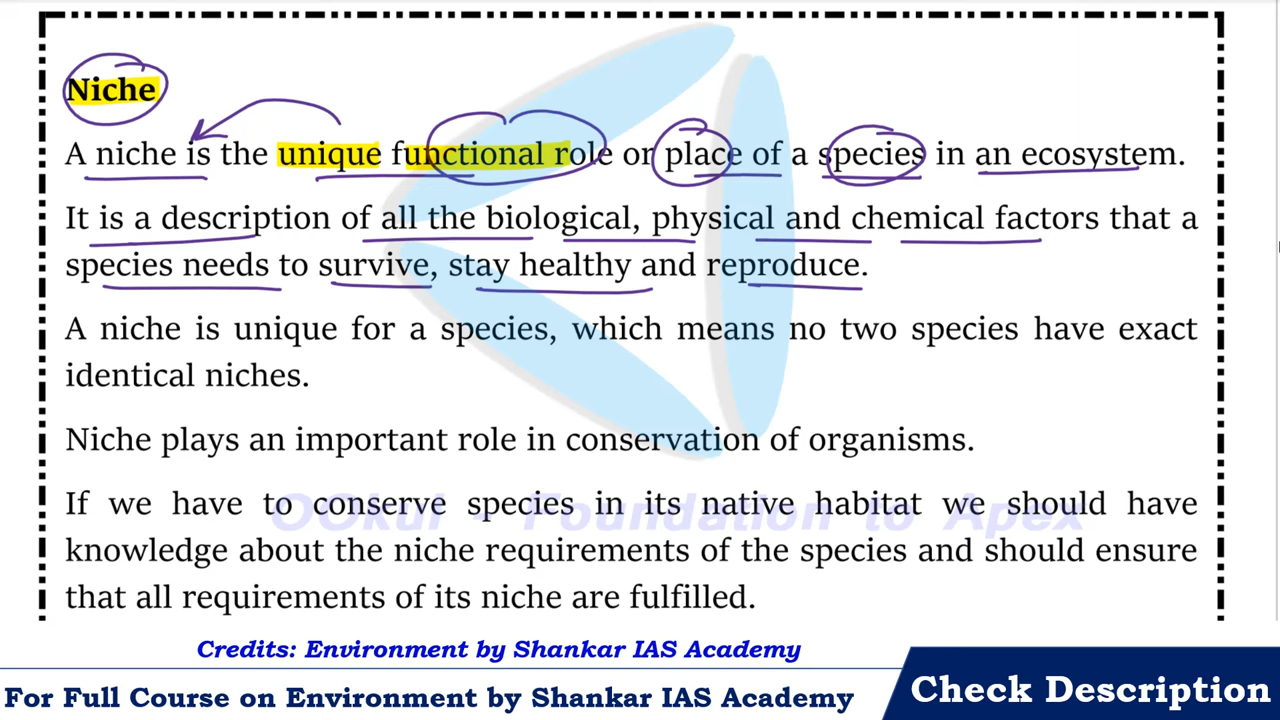 Niche
A niche is the unique functional role or place of a species in an ecosystem.
It is a description of all the biological, physical and chemical factors that a
species needs to survive, stay healthy and reproduce.
A niche is unique for a species, which means no two species have exact
identical niches.
Niche plays an important role in conservation of organisms.
OOkul - Foundation to Apex
If we have to conserve species in its native habitat we should have
knowledge about the niche requirements of the species and should ensure
that all requirements of its niche are fulfilled.
Credits: Environment by Shankar IAS Academy
For Full Course on Environment by Shankar IAS Academy
Check Description